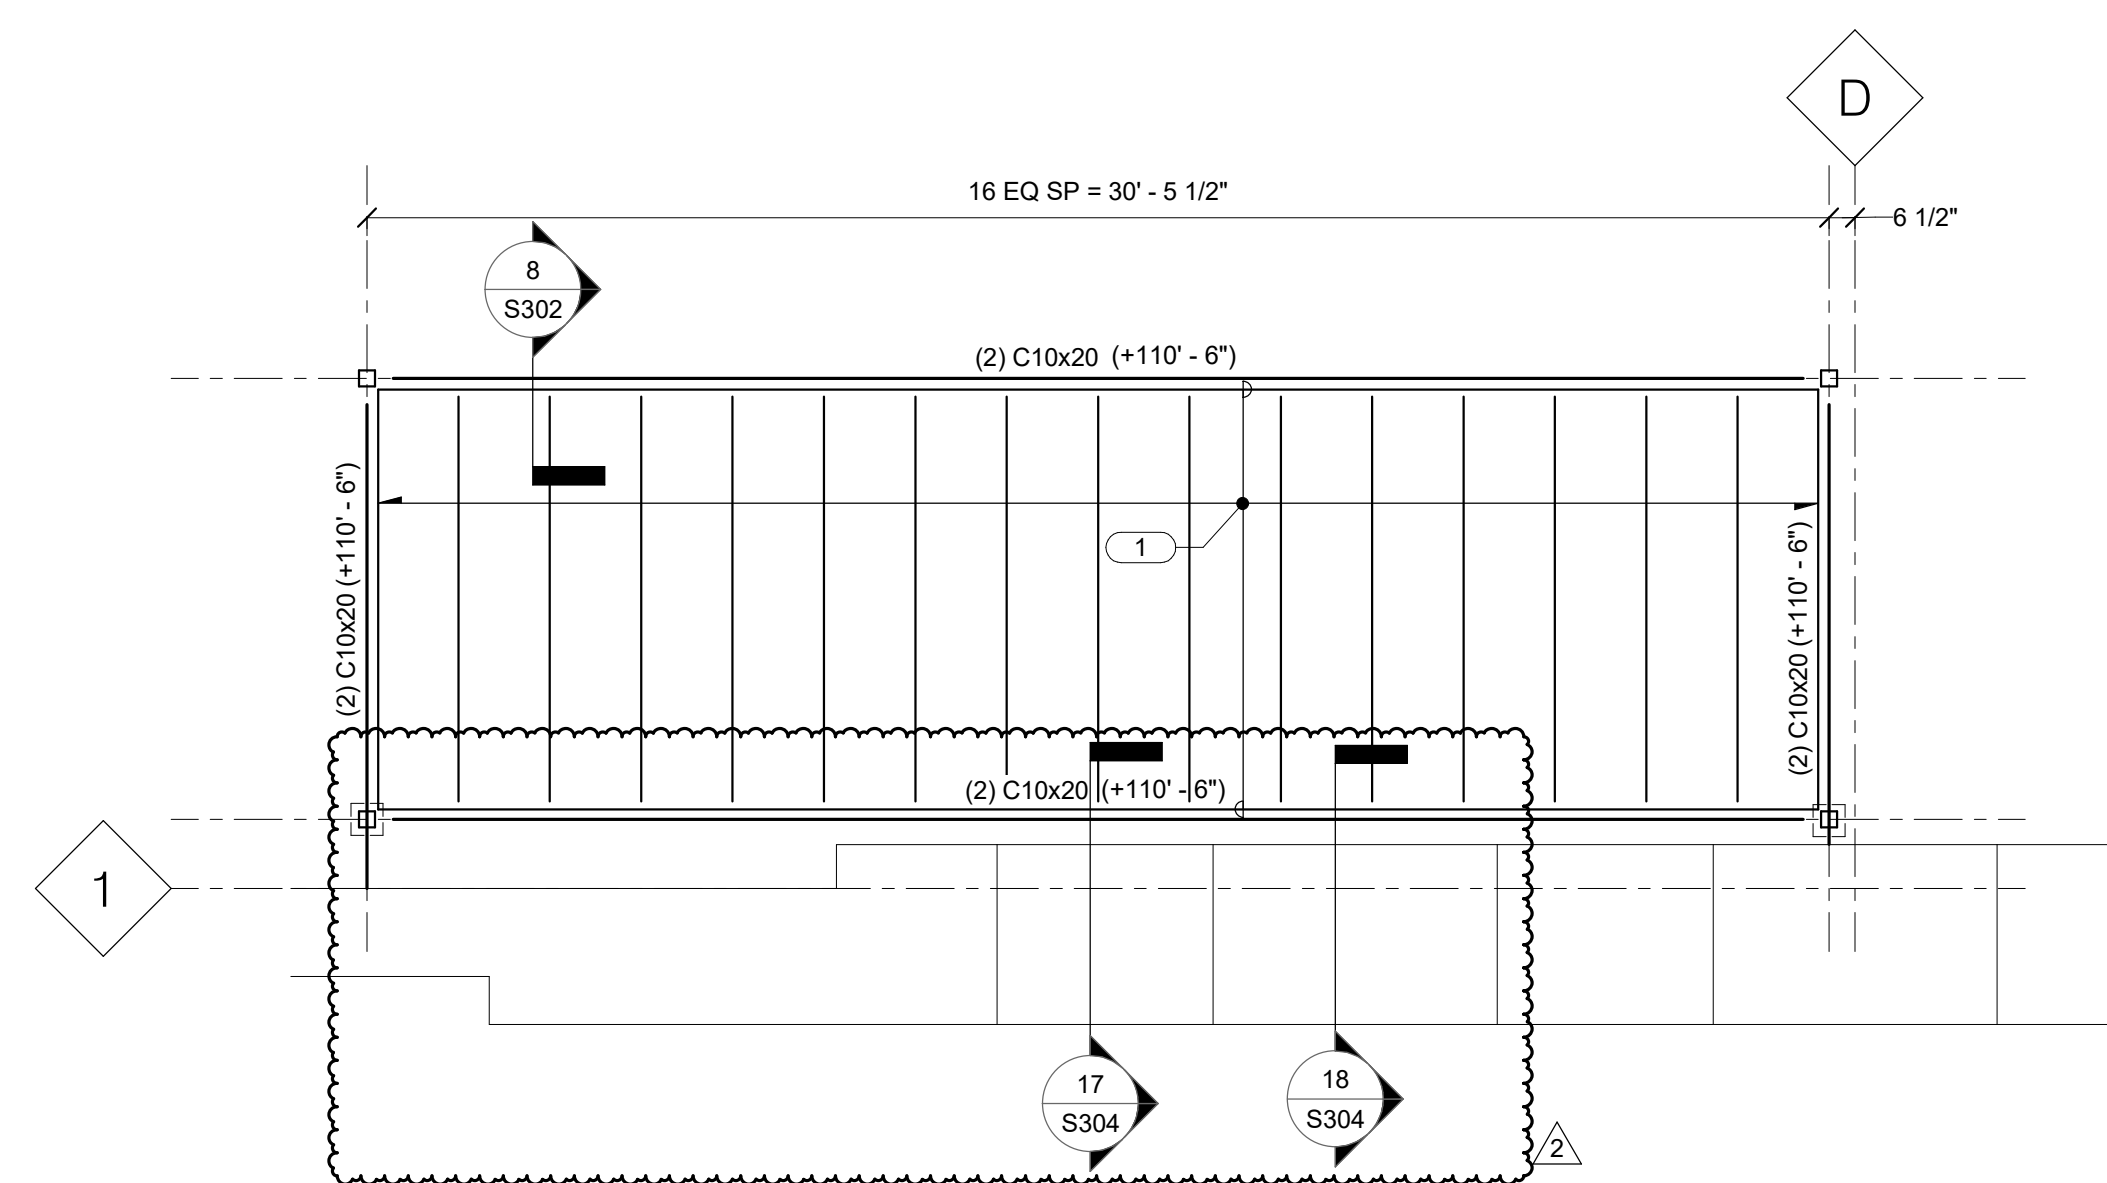 D
16 EQ SP = 30' - 5 1/2"
6 1/2"
8
S302
(2) C10x20 (+110' - 6")
(2) C10x20 (+110' - 6")
(2) C10x20 (+110' - 6")
1
(2) C10x20 (+110' - 6")
1
17
S304
18
S304
2